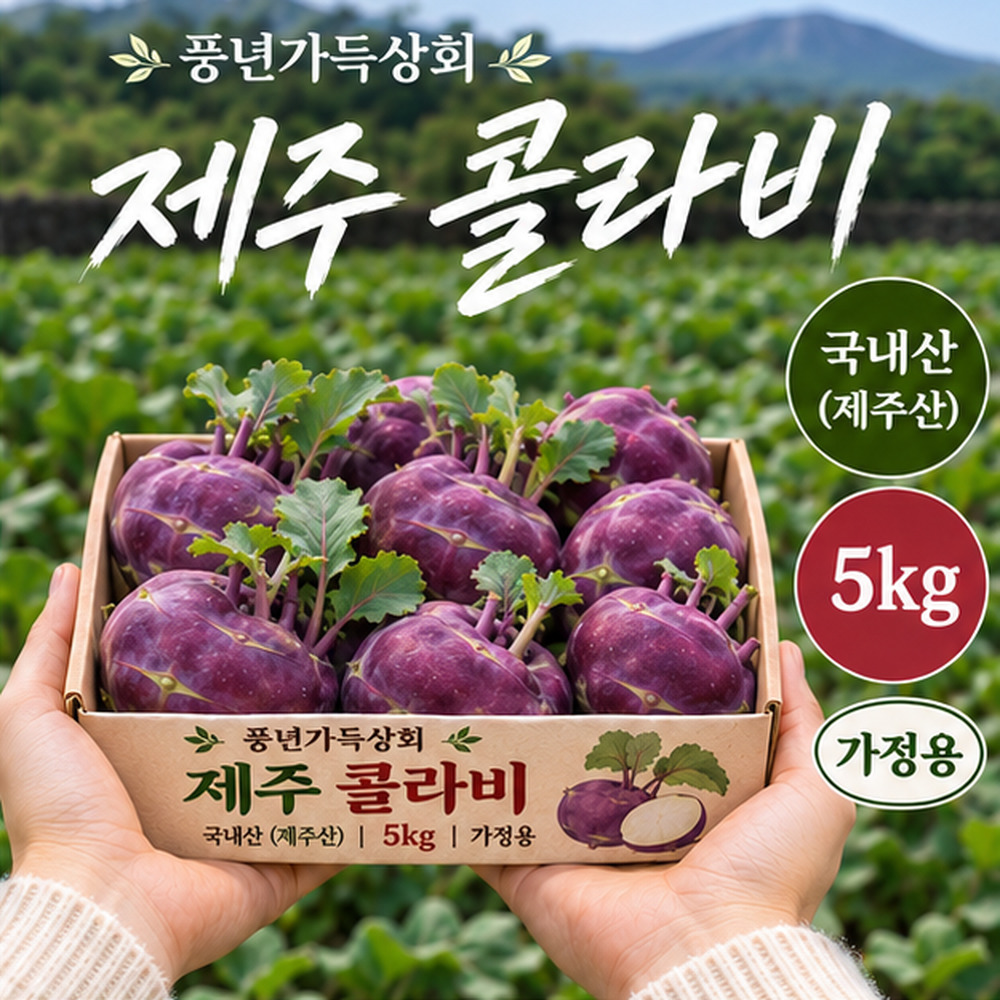 풍년가득상회
제주 콜라비
국내산
(제주산)
5kg
가정용
풍년가득상회
제주 콜라비
국내산 (제주산) | 5kg | 가정용